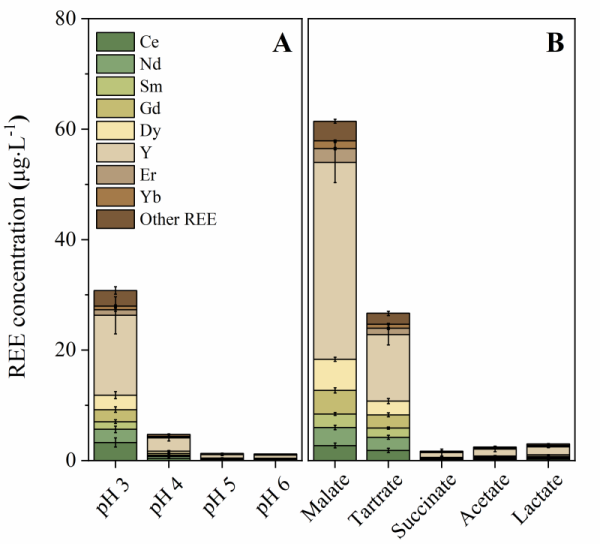 80
60
40
20
0
REE concentration (μg·L⁻¹)
A
Ce
Nd
Sm
Gd
Dy
Y
Er
Yb
Other REE
pH 3
pH 4
pH 5
pH 6
B
Malate
Tartrate
Succinate
Acetate
Lactate